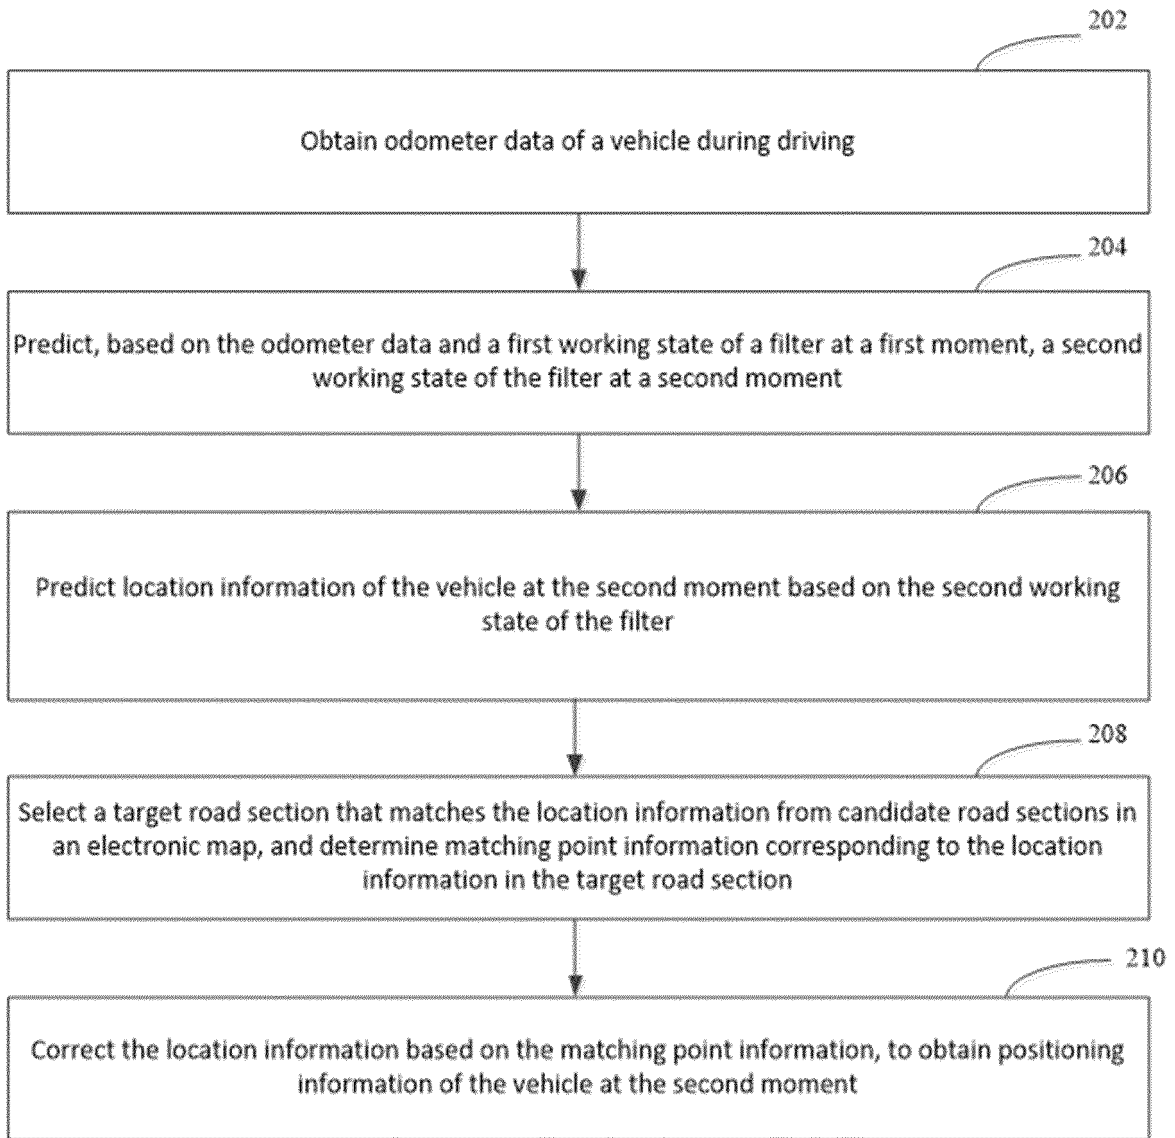 202
Obtain odometer data of a vehicle during driving
204
Predict, based on the odometer data and a first working state of a filter at a first moment, a second
working state of the filter at a second moment
206
Predict location information of the vehicle at the second moment based on the second working
state of the filter
208
Select a target road section that matches the location information from candidate road sections in
an electronic map, and determine matching point information corresponding to the location
information in the target road section
210
Correct the location information based on the matching point information, to obtain positioning
information of the vehicle at the second moment